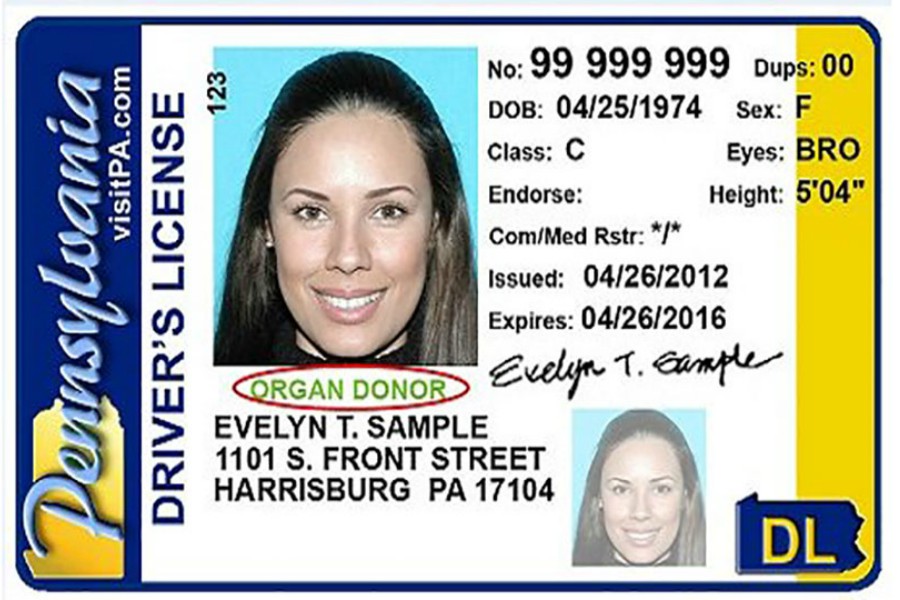 Pennsylvania
visitPA.com
DRIVER'S LICENSE
123
No: 99 999 999 Dups: 00
DOB: 04/25/1974 Sex: F
Class: C Eyes: BRO
Endorse: Height: 5'04"
Com/Med Rstr: */*
Issued: 04/26/2012
Expires: 04/26/2016
Evelyn T. Sample
ORGAN DONOR
EVELYN T. SAMPLE
1101 S. FRONT STREET
HARRISBURG PA 17104
DL